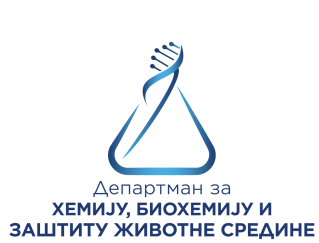 Департман за
ХЕМИЈУ, БИОХЕМИЈУ И
ЗАШТИТУ ЖИВОТНЕ СРЕДИНЕ